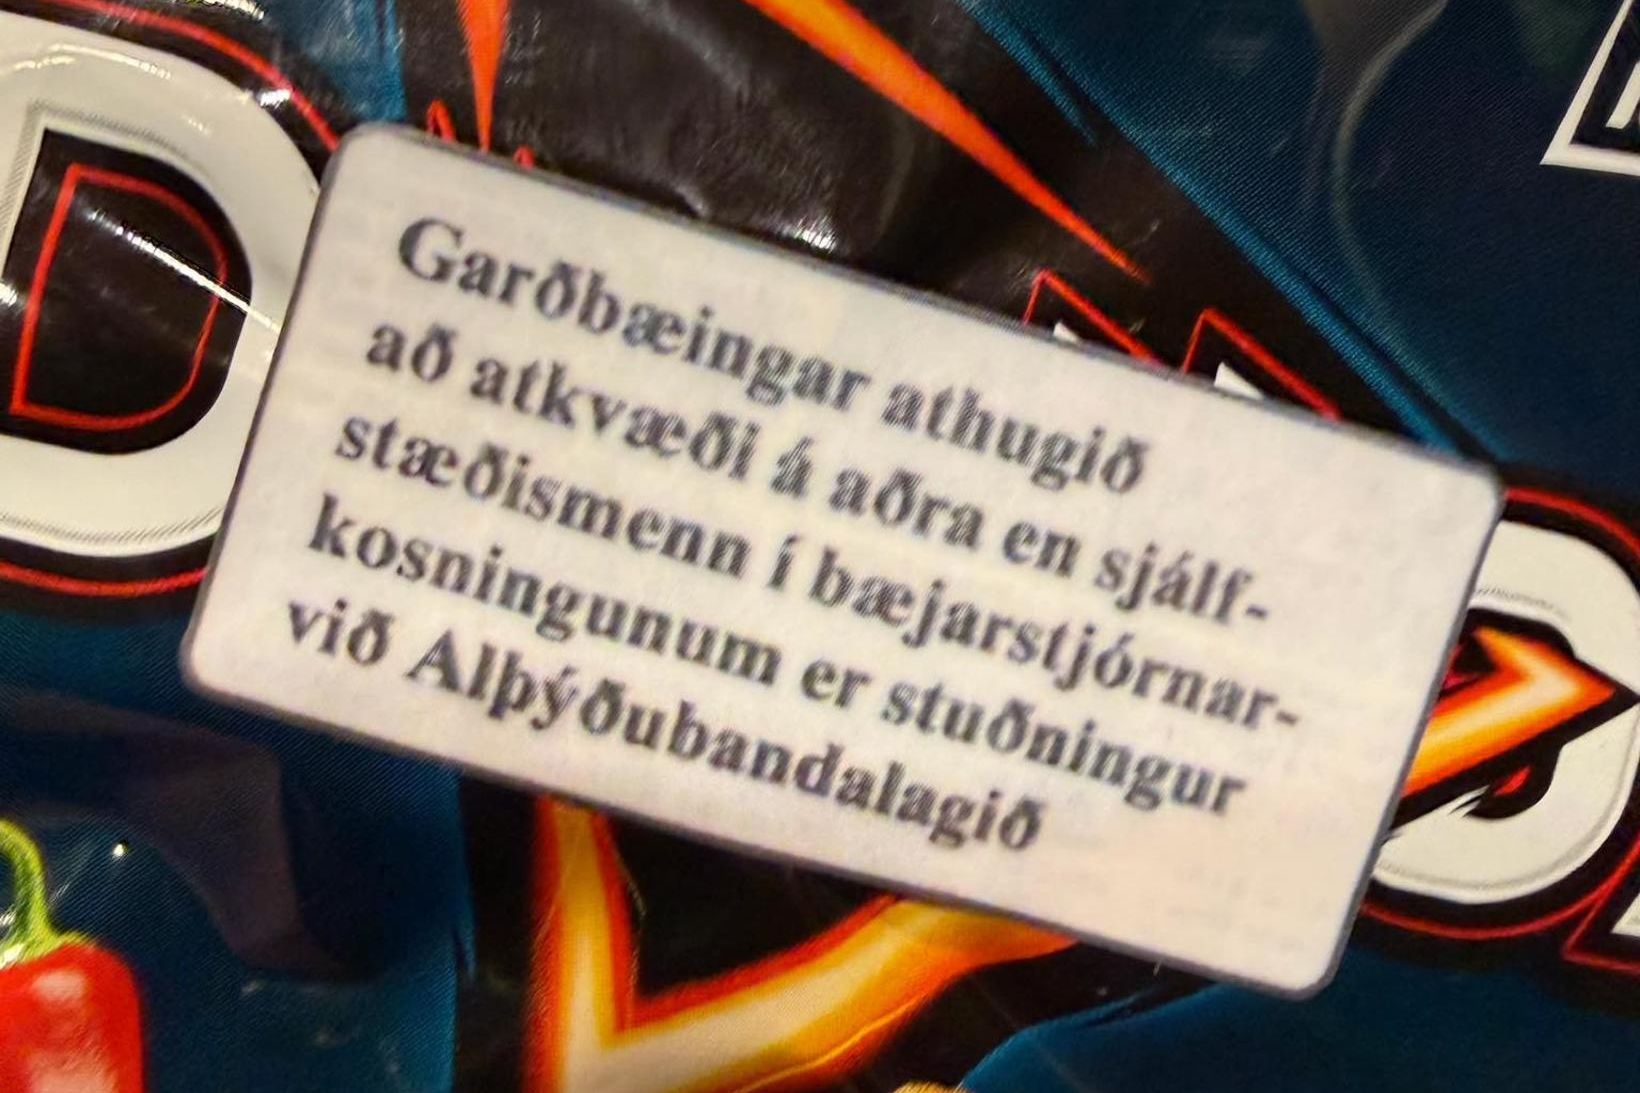 Garðbæingar athugið
að atkvæði á aðra en sjálf-
stæðismenn í bæjarstjórnar-
kosningunum er stuðningur
við Alþýðubandalagið